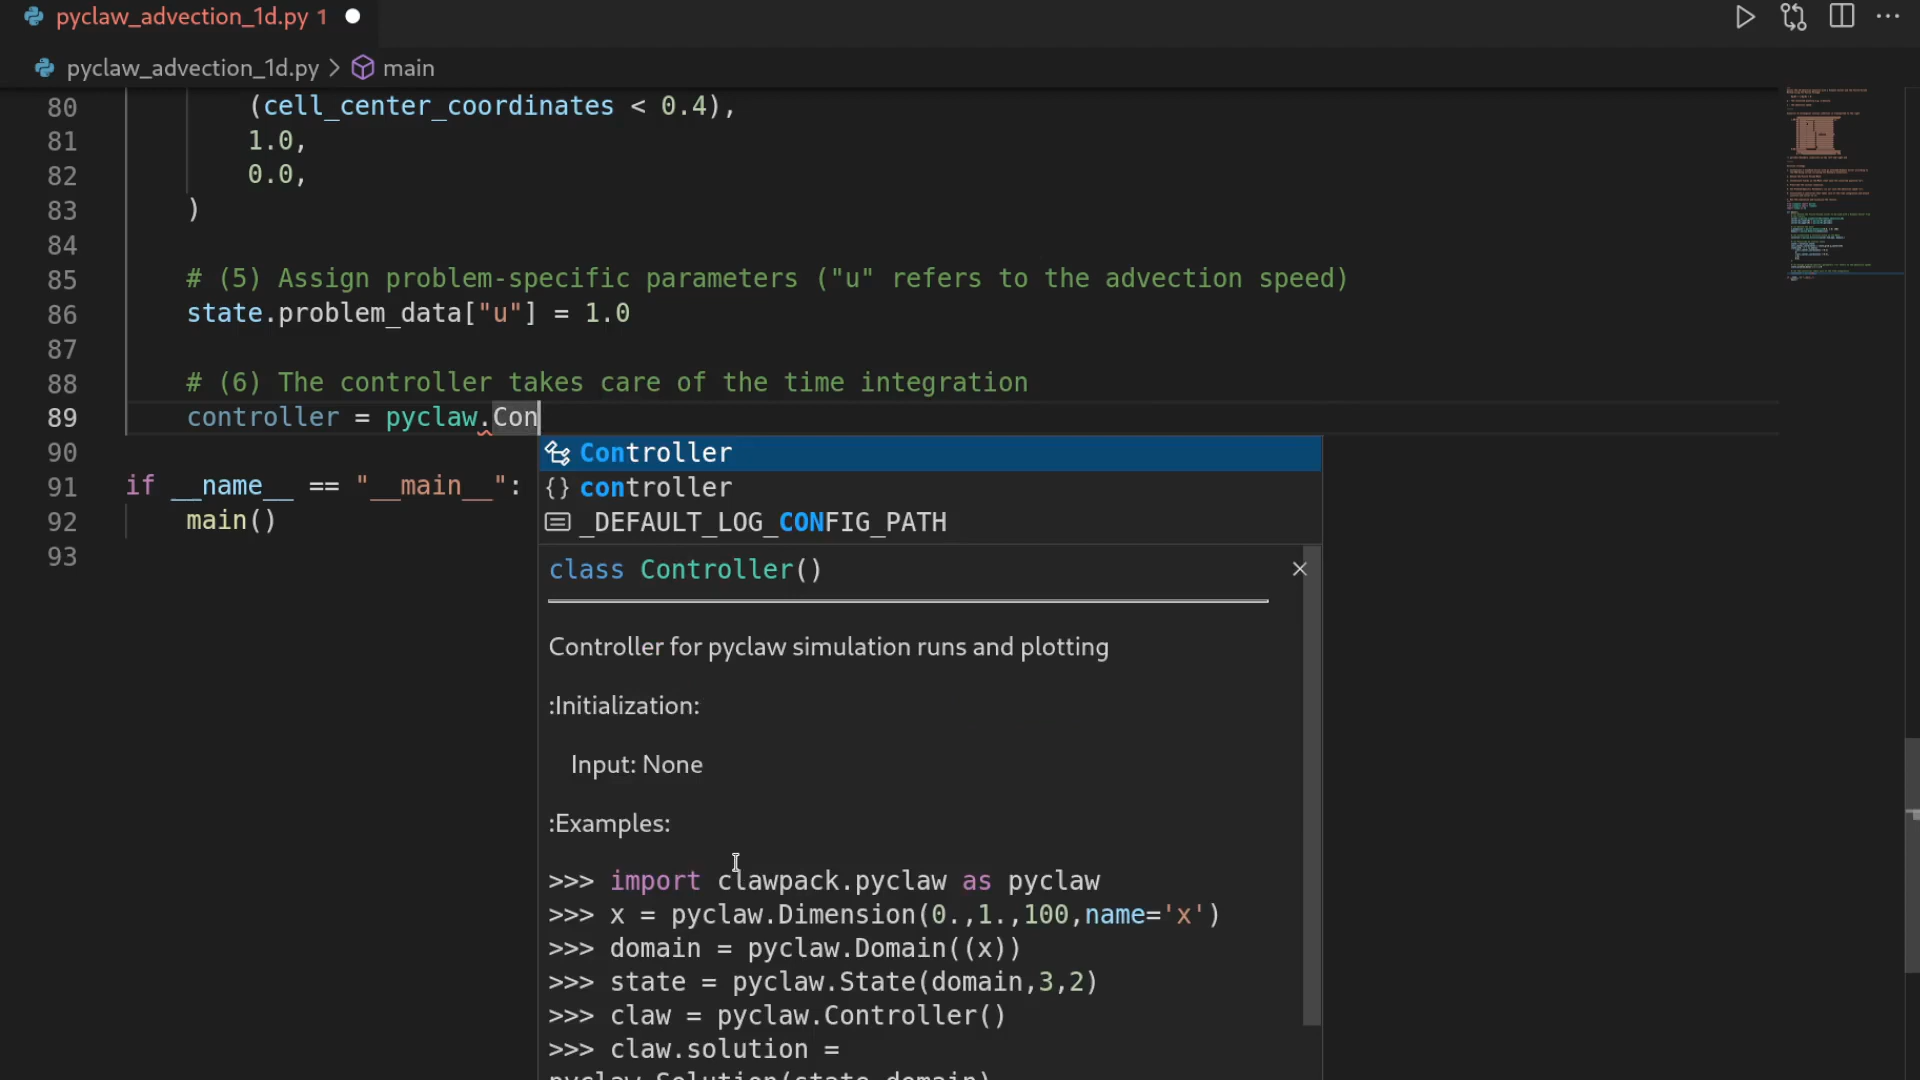 pyclaw_advection_1d.py 1
pyclaw_advection_1d.py > main
80 (cell_center_coordinates < 0.4),
81 1.0,
82 0.0,
83 )
84
85 # (5) Assign problem-specific parameters ("u" refers to the advection speed)
86 state.problem_data["u"] = 1.0
87
88 # (6) The controller takes care of the time integration
89 controller = pyclaw.Con
90
91 if __name__ == "__main__":
92 main()
93
Controller
controller
_DEFAULT_LOG_CONFIG_PATH
class Controller()
Controller for pyclaw simulation runs and plotting
:Initialization:
Input: None
:Examples:
>>> import clawpack.pyclaw as pyclaw
>>> x = pyclaw.Dimension(0.,1.,100,name='x')
>>> domain = pyclaw.Domain((x))
>>> state = pyclaw.State(domain,3,2)
>>> claw = pyclaw.Controller()
>>> claw.solution =
pyclaw.Solution(state,domain)